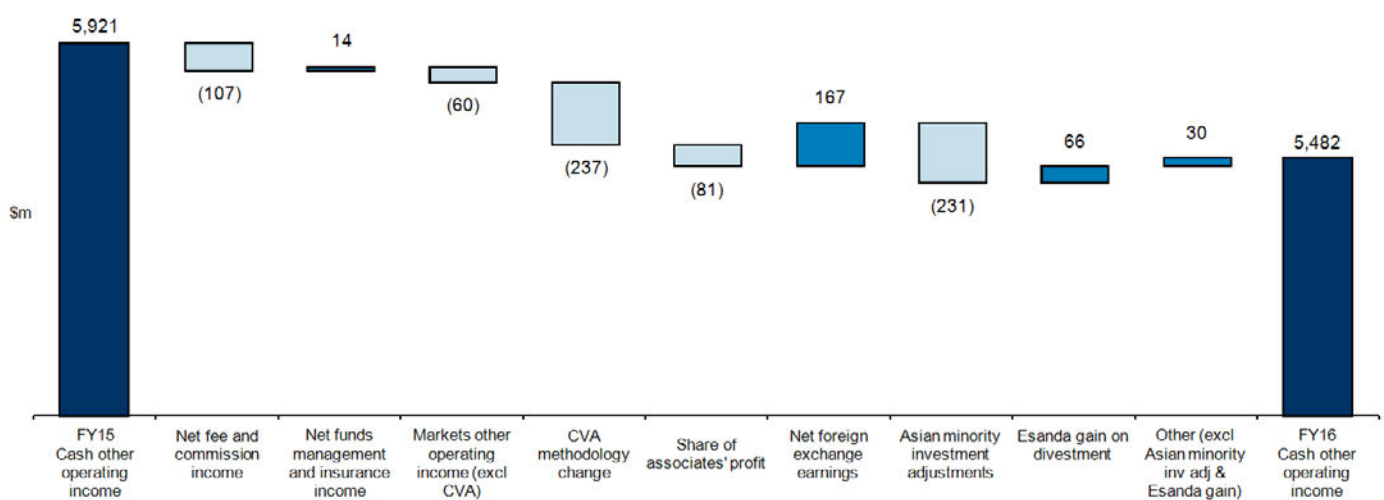 5,921
(107)
14
(60)
(237)
(81)
167
(231)
66
30
5,482
$m
FY15
Cash other
operating
income
Net fee and
commission
income
Net funds
management
and insurance
income
Markets other
operating
income (excl
CVA)
CVA
methodology
change
Share of
associates' profit
Net foreign
exchange
earnings
Asian minority
investment
adjustments
Esanda gain on
divestment
Other (excl
Asian minority
inv adj &
Esanda gain)
FY16
Cash other
operating
income